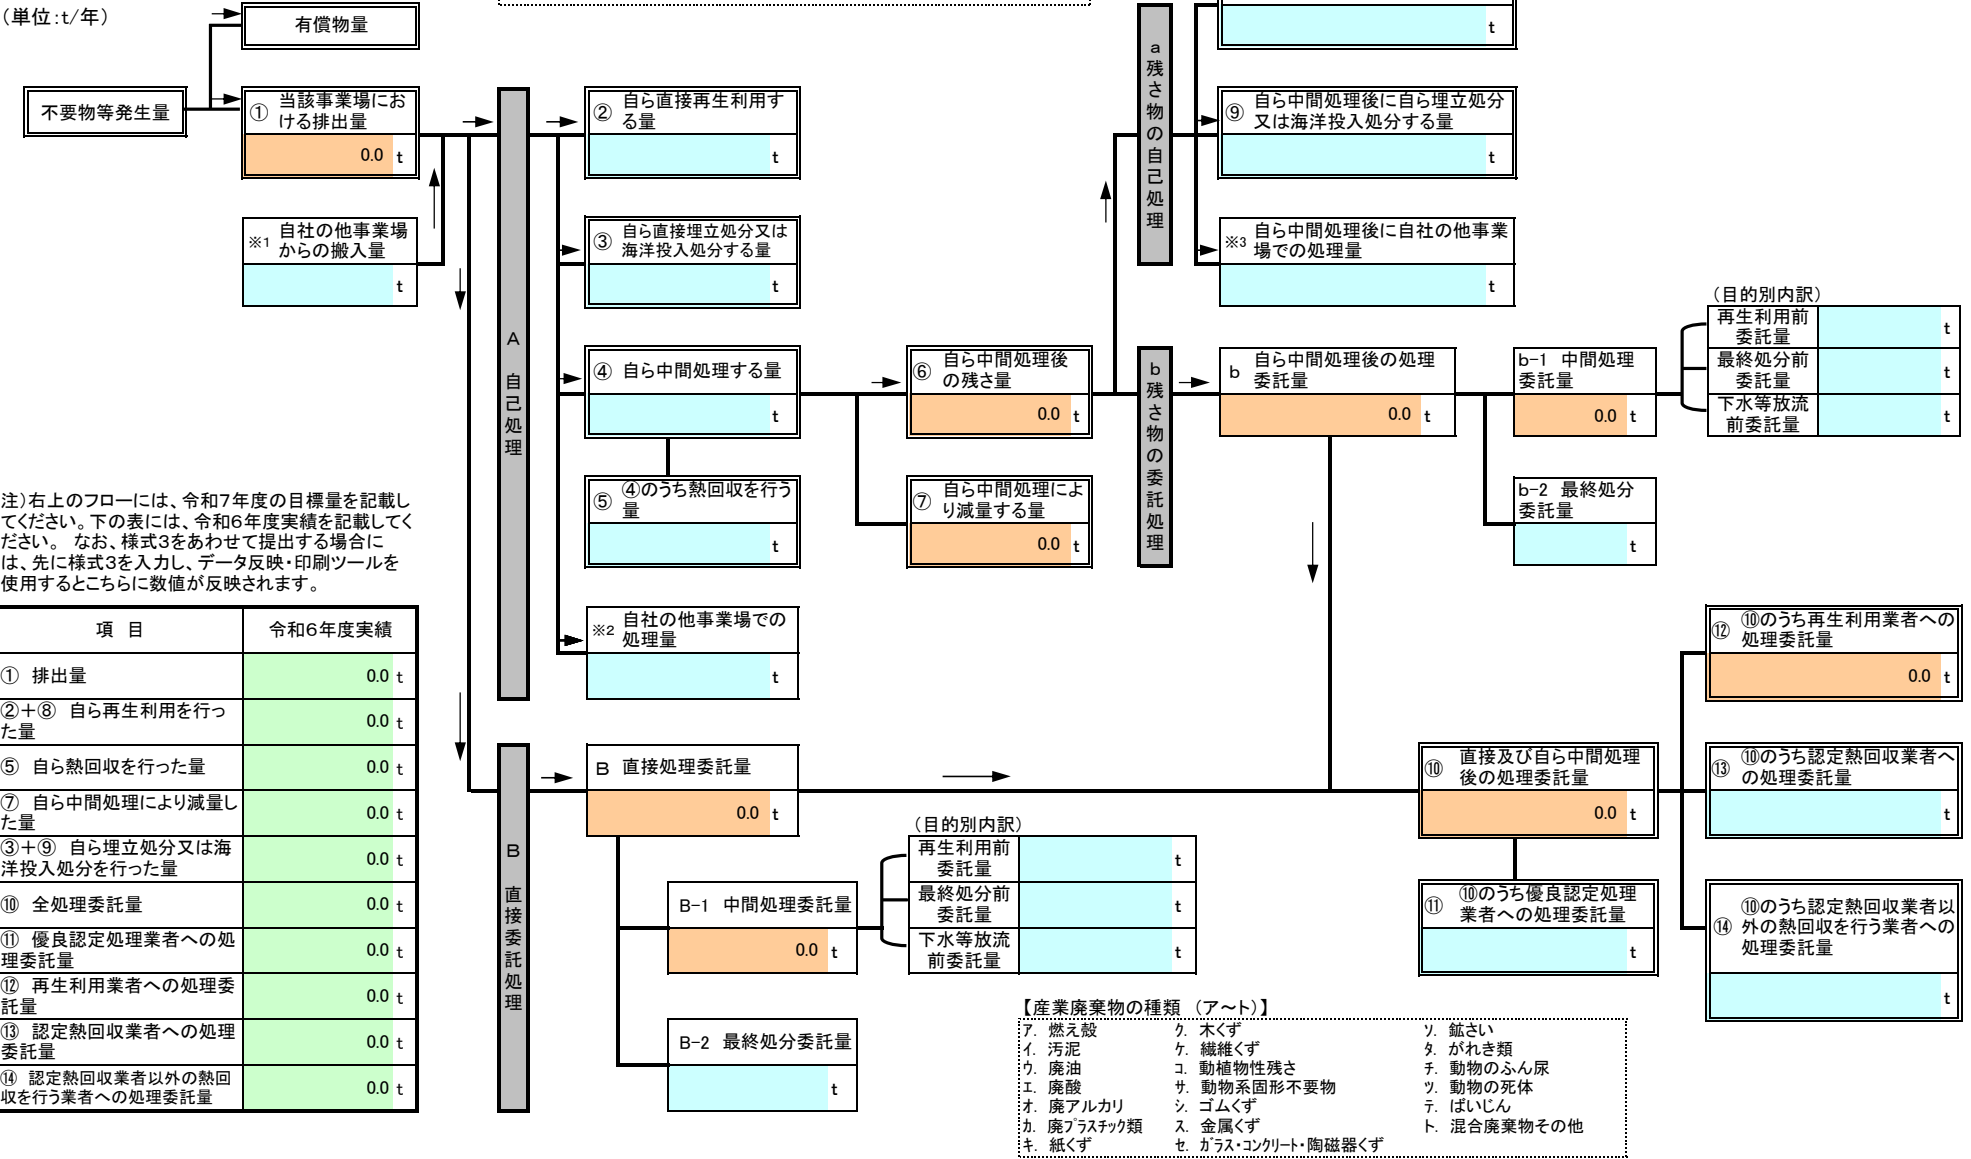 （単位:t/年）
有償物量
不要物等発生量
①
当該事業場にお
ける排出量
0.0 t
※1
自社の他事業場
からの搬入量
t
Ａ
自己処理
②
自ら直接再生利用す
る量
t
③
自ら直接埋立処分又は
海洋投入処分する量
t
④ 自ら中間処理する量
t
⑤
④のうち熱回収を行う
量
t
※2
自社の他事業場での
処理量
t
⑥
自ら中間処理後
の残さ量
0.0 t
⑦
自ら中間処理によ
り減量する量
0.0 t
ａ残さ物の自己処理
t
⑨
自ら中間処理後に自ら埋立処分
又は海洋投入処分する量
t
※3
自ら中間処理後に自社の他事業
場での処理量
t
ｂ残さ物の委託処理
ｂ
自ら中間処理後の処理
委託量
0.0 t
b-1 中間処理
委託量
0.0 t
（目的別内訳）
再生利用前
委託量
t
最終処分前
委託量
t
下水等放流
前委託量
t
b-2 最終処分
委託量
t
注）右上のフローには、令和７年度の目標量を記載し
てください。下の表には、令和６年度実績を記載してく
ださい。 なお、様式３をあわせて提出する場合に
は、先に様式３を入力し、データ反映・印刷ツールを
使用するとこちらに数値が反映されます。
項 目 令和６年度実績
① 排出量 0.0 t
②＋⑧ 自ら再生利用を行っ
た量 0.0 t
⑤ 自ら熱回収を行った量 0.0 t
⑦ 自ら中間処理により減量し
た量 0.0 t
③＋⑨ 自ら埋立処分又は海
洋投入処分を行った量 0.0 t
⑩ 全処理委託量 0.0 t
⑪ 優良認定処理業者への処
理委託量 0.0 t
⑫ 再生利用業者への処理委
託量 0.0 t
⑬ 認定熱回収業者への処理
委託量 0.0 t
⑭ 認定熱回収業者以外の熱回
収を行う業者への処理委託量 0.0 t
Ｂ
直接委託処理
Ｂ 直接処理委託量
0.0 t
B-1 中間処理委託量
0.0 t
（目的別内訳）
再生利用前
委託量
t
最終処分前
委託量
t
下水等放流
前委託量
t
B-2 最終処分委託量
t
⑩
直接及び自ら中間処理
後の処理委託量
0.0 t
⑪
⑩のうち優良認定処理
業者への処理委託量
t
⑫
⑩のうち再生利用業者への
処理委託量
0.0 t
⑬
⑩のうち認定熱回収業者へ
の処理委託量
t
⑭
⑩のうち認定熱回収業者以
外の熱回収を行う業者への
処理委託量
t
【産業廃棄物の種類 （ア～ト）】
ア. 燃え殻 ク. 木くず ソ. 鉱さい
イ. 汚泥 ケ. 繊維くず タ. がれき類
ウ. 廃油 コ. 動植物性残さ チ. 動物のふん尿
エ. 廃酸 サ. 動物系固形不要物 ツ. 動物の死体
オ. 廃アルカリ シ. ゴムくず テ. ばいじん
カ. 廃プラスチック類 ス. 金属くず ト. 混合廃棄物その他
キ. 紙くず セ. ガラス・コンクリート・陶磁器くず